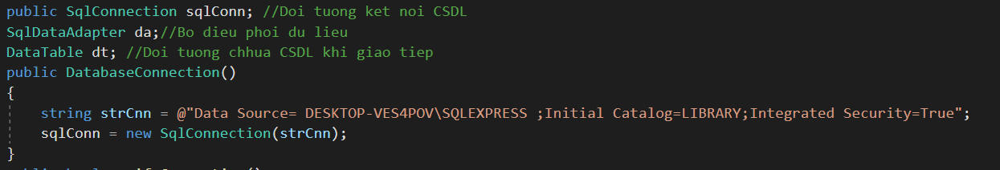 public SqlConnection sqlConn; //Doi tuong ket noi CSDL
SqlDataAdapter da;//Bo dieu phoi du lieu
DataTable dt; //Doi tuong chhua CSDL khi giao tiep
public DatabaseConnection()
{
string strCnn = @"Data Source= DESKTOP-VES4POV\SQLEXPRESS ;Initial Catalog=LIBRARY;Integrated Security=True";
sqlConn = new SqlConnection(strCnn);
}